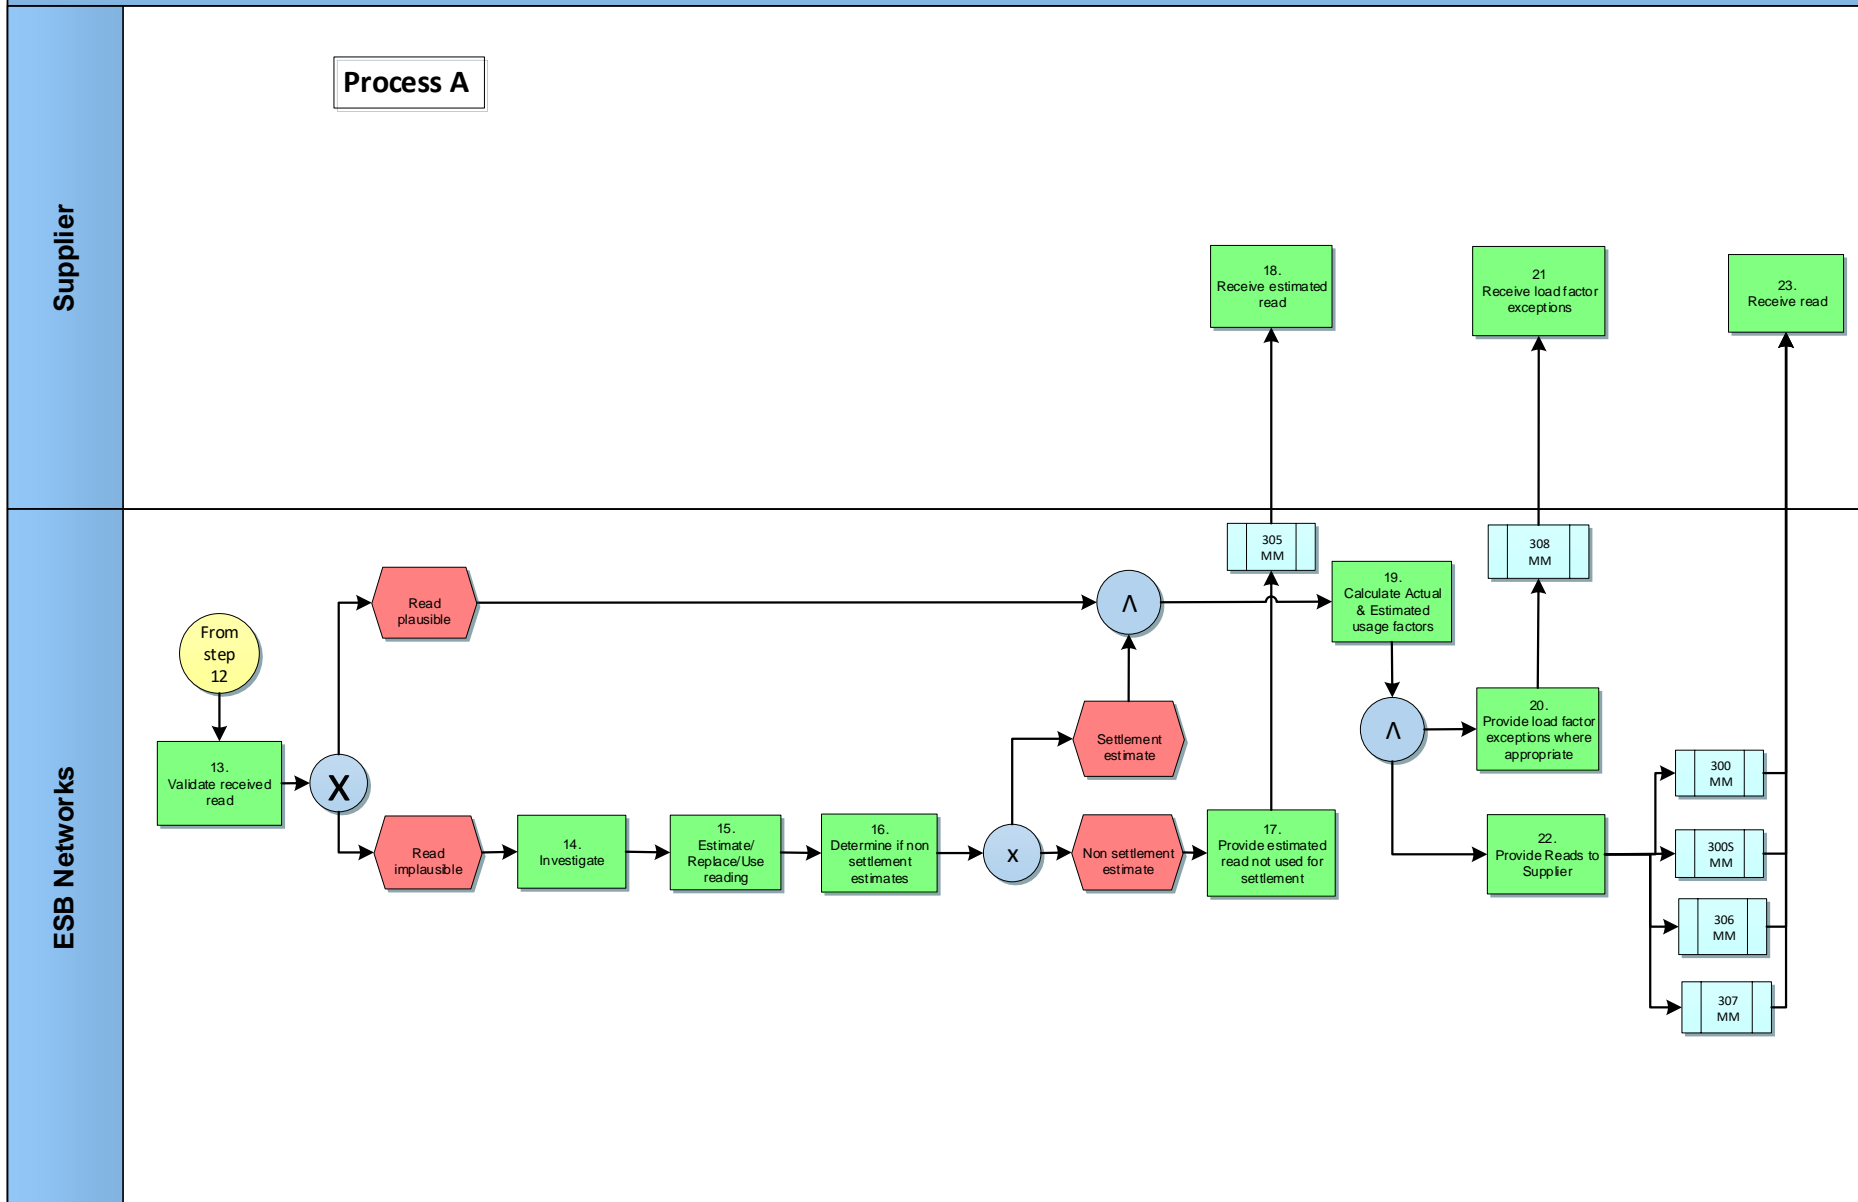 Supplier
Process A
18.
Receive estimated
read
21
Receive load factor
exceptions
23.
Receive read
ESB Networks
305
MM
308
MM
From
step
12
Read
plausible
Λ
19.
Calculate Actual
& Estimated
usage factors
13.
Validate received
read
X
Settlement
estimate
Λ
20.
Provide load factor
exceptions where
appropriate
Read
implausible
14.
Investigate
15.
Estimate/
Replace/Use
reading
16.
Determine if non
settlement
estimates
x
Non settlement
estimate
17.
Provide estimated
read not used for
settlement
22.
Provide Reads to
Supplier
300
MM
300S
MM
306
MM
307
MM